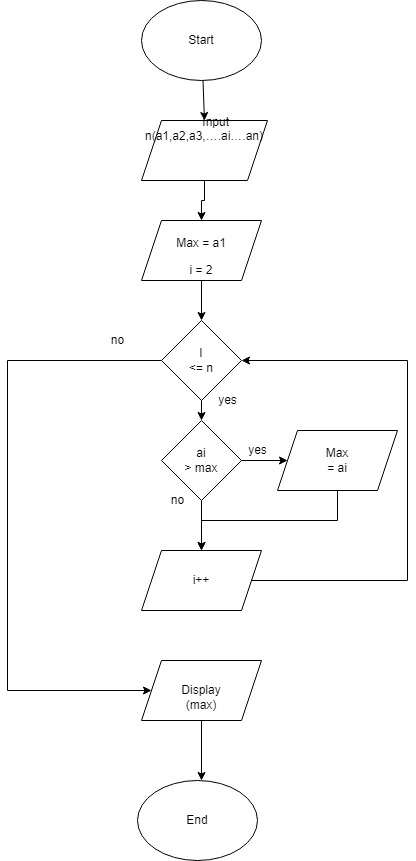 Start
Input
n(a1,a2,a3,....ai....an)
Max = a1
i = 2
no
I
<= n
yes
ai
> max
yes
Max
= ai
no
i++
Display
(max)
End